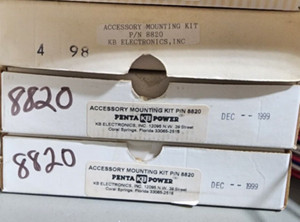 ACCESSORY MOUNTING KIT
P/N 8820
KB ELECTRONICS, INC
4 98
8820
ACCESSORY MOUNTING KIT P/N 8820
PENTA KB POWER
KB ELECTRONICS, INC. 12095 N.W. 39 Street
Coral Springs, Florida 33065-2516
DEC -- 1999
8820
ACCESSORY MOUNTING KIT P/N 8820
PENTA KB POWER
KB ELECTRONICS, INC. 12095 N.W. 39 Street
Coral Springs, Florida 33065-2516
DEC -- 1999